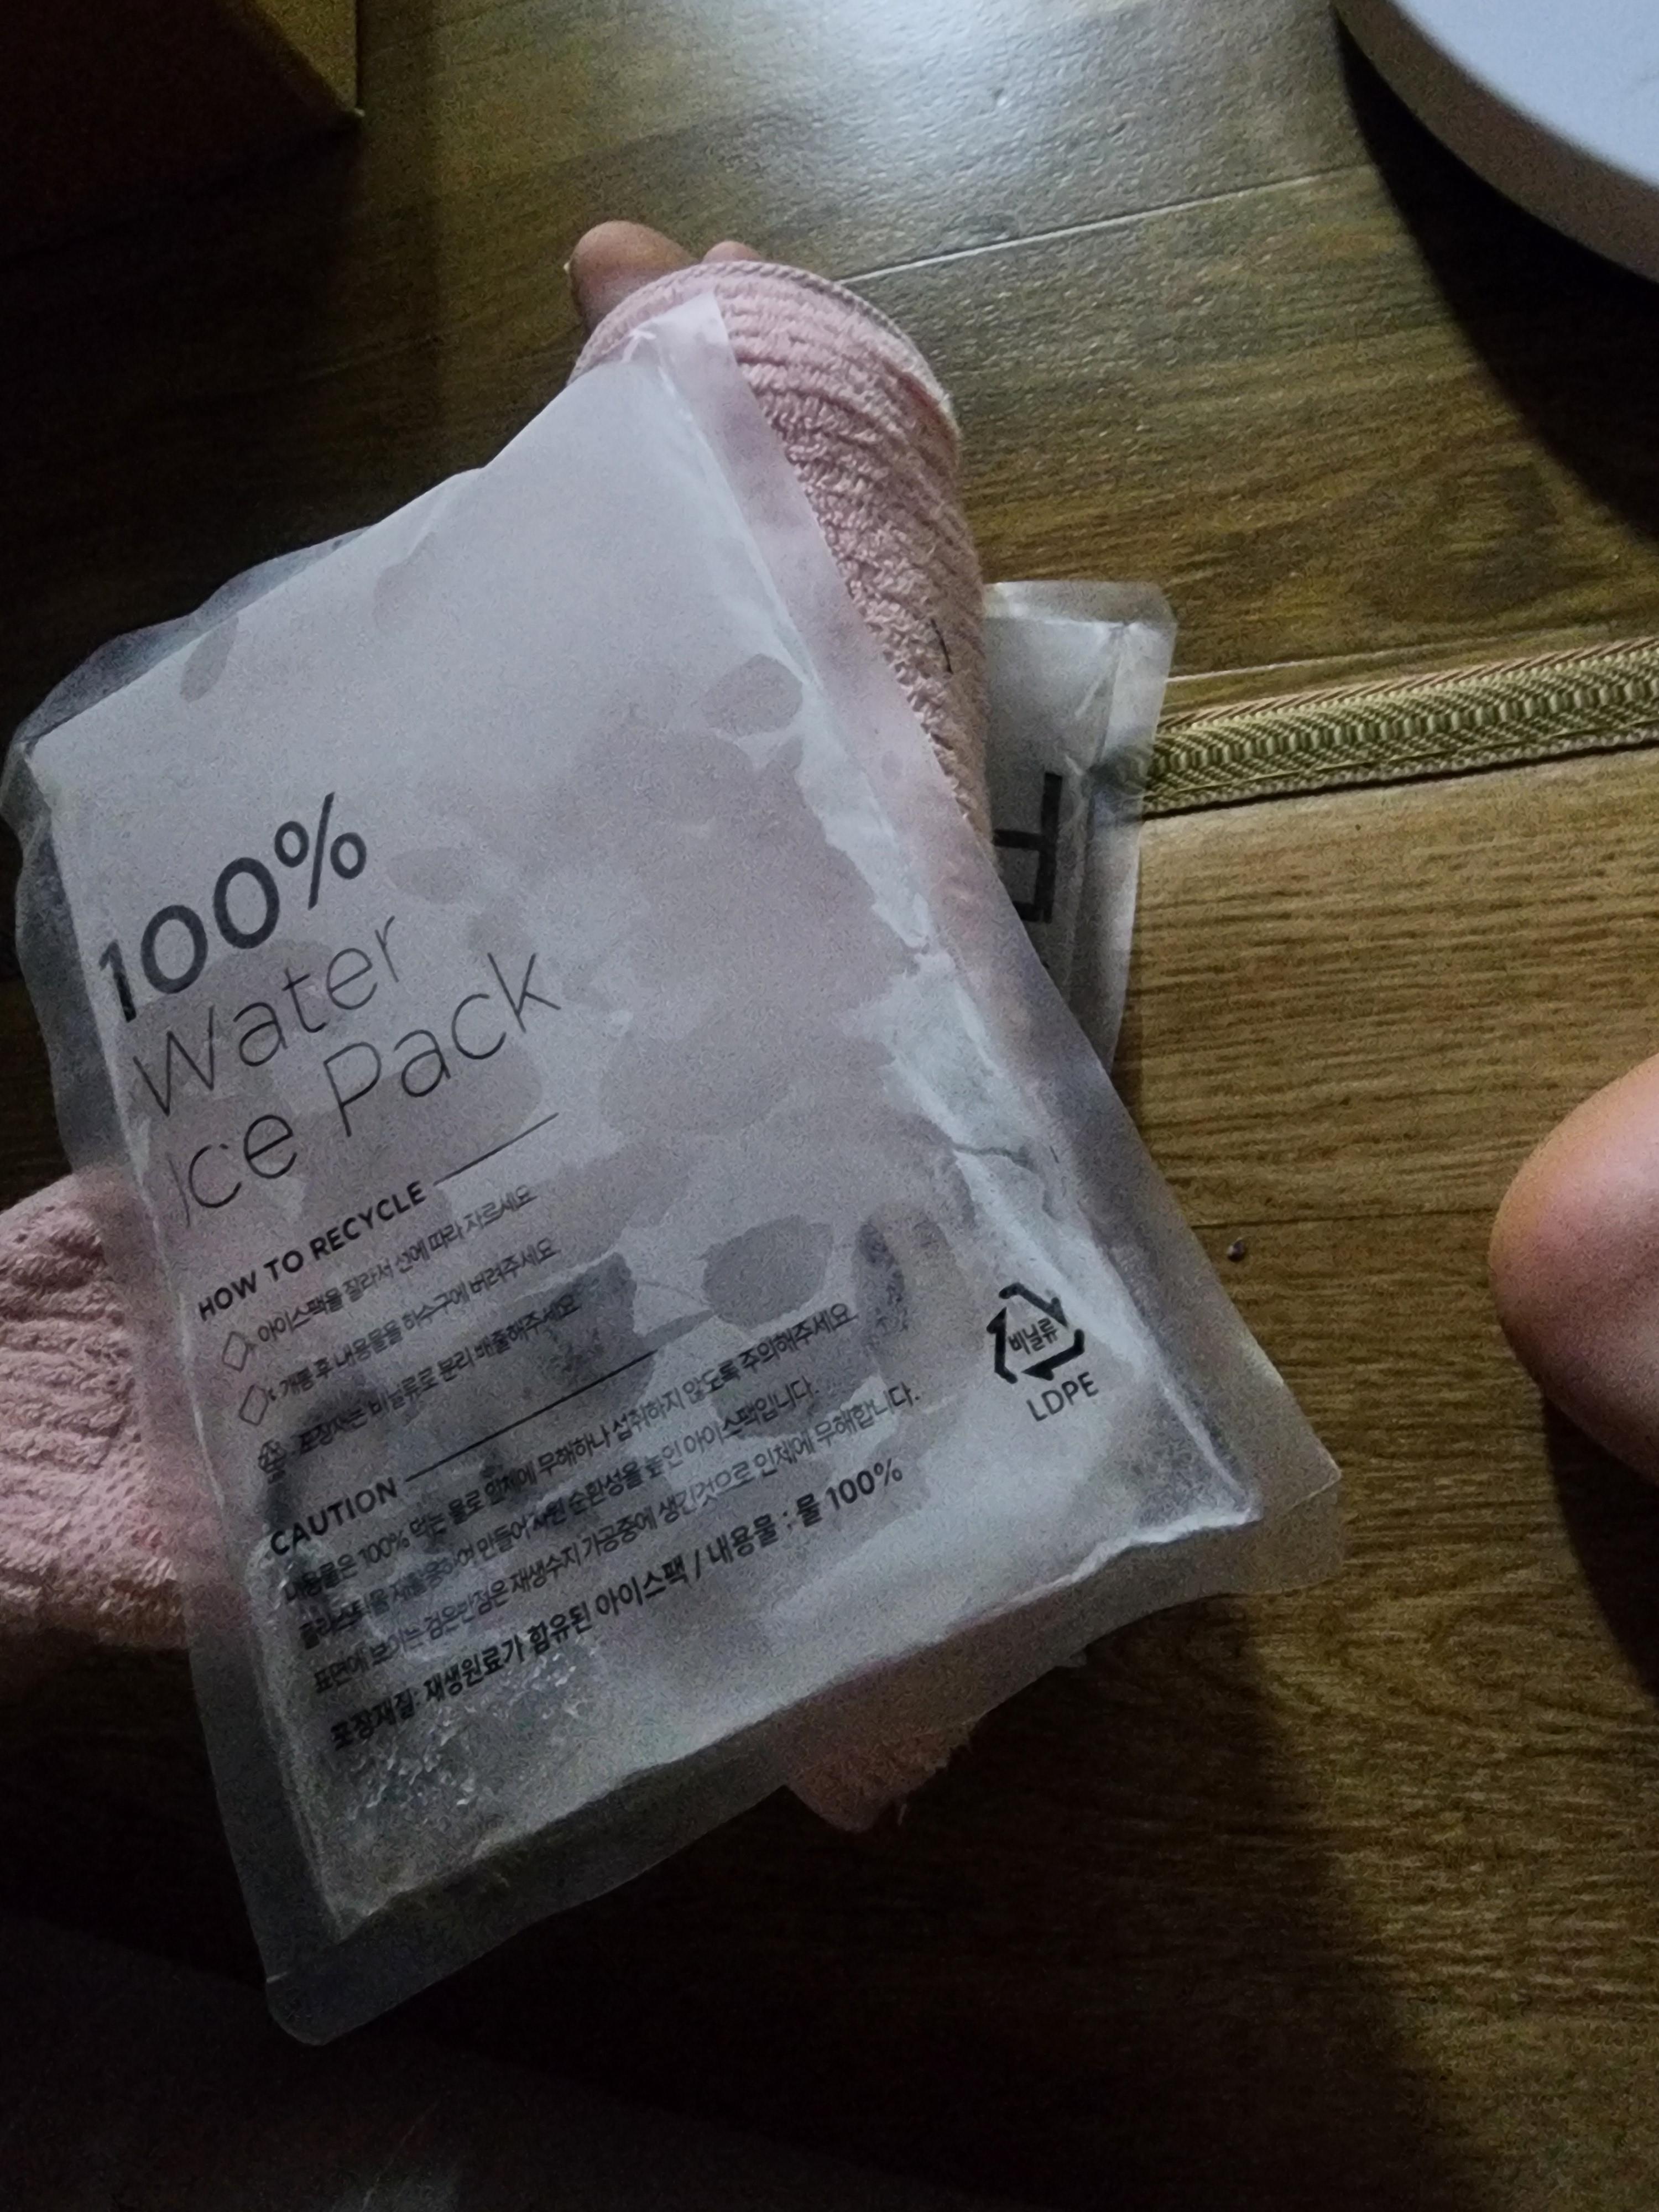 100%
Water
Ice Pack
HOW TO RECYCLE
아이스팩을 잘라서 선에 따라 자르세요
개봉 후 내용물을 하수구에 버려주세요
포장재는 비닐류로 분리 배출해주세요
CAUTION
내용물은 100% 먹는 물로 인체에 무해하나 섭취하지 않도록 주의해주세요
플라스틱을 재활용하여 만들어 자원 순환성을 높인 아이스팩입니다.
표면에 보이는 검은반점은 재생수지 가공중에 생긴것으로 인체에 무해합니다.
포장재질: 재생원료가 함유된 아이스팩 / 내용물 : 물 100%
비닐류
LDPE